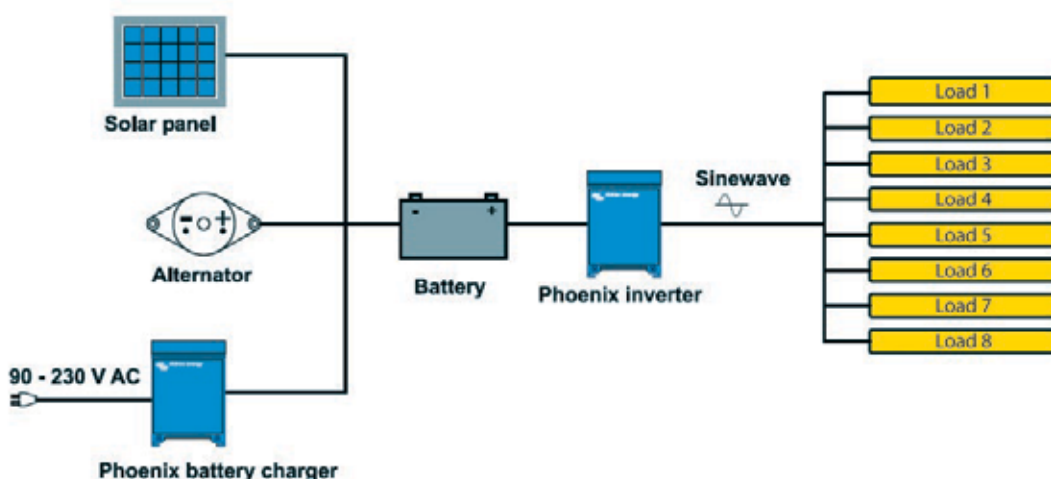 Solar panel
Alternator
90 - 230 V AC
Phoenix battery charger
Battery
Phoenix inverter
Sinewave
Load 1
Load 2
Load 3
Load 4
Load 5
Load 6
Load 7
Load 8